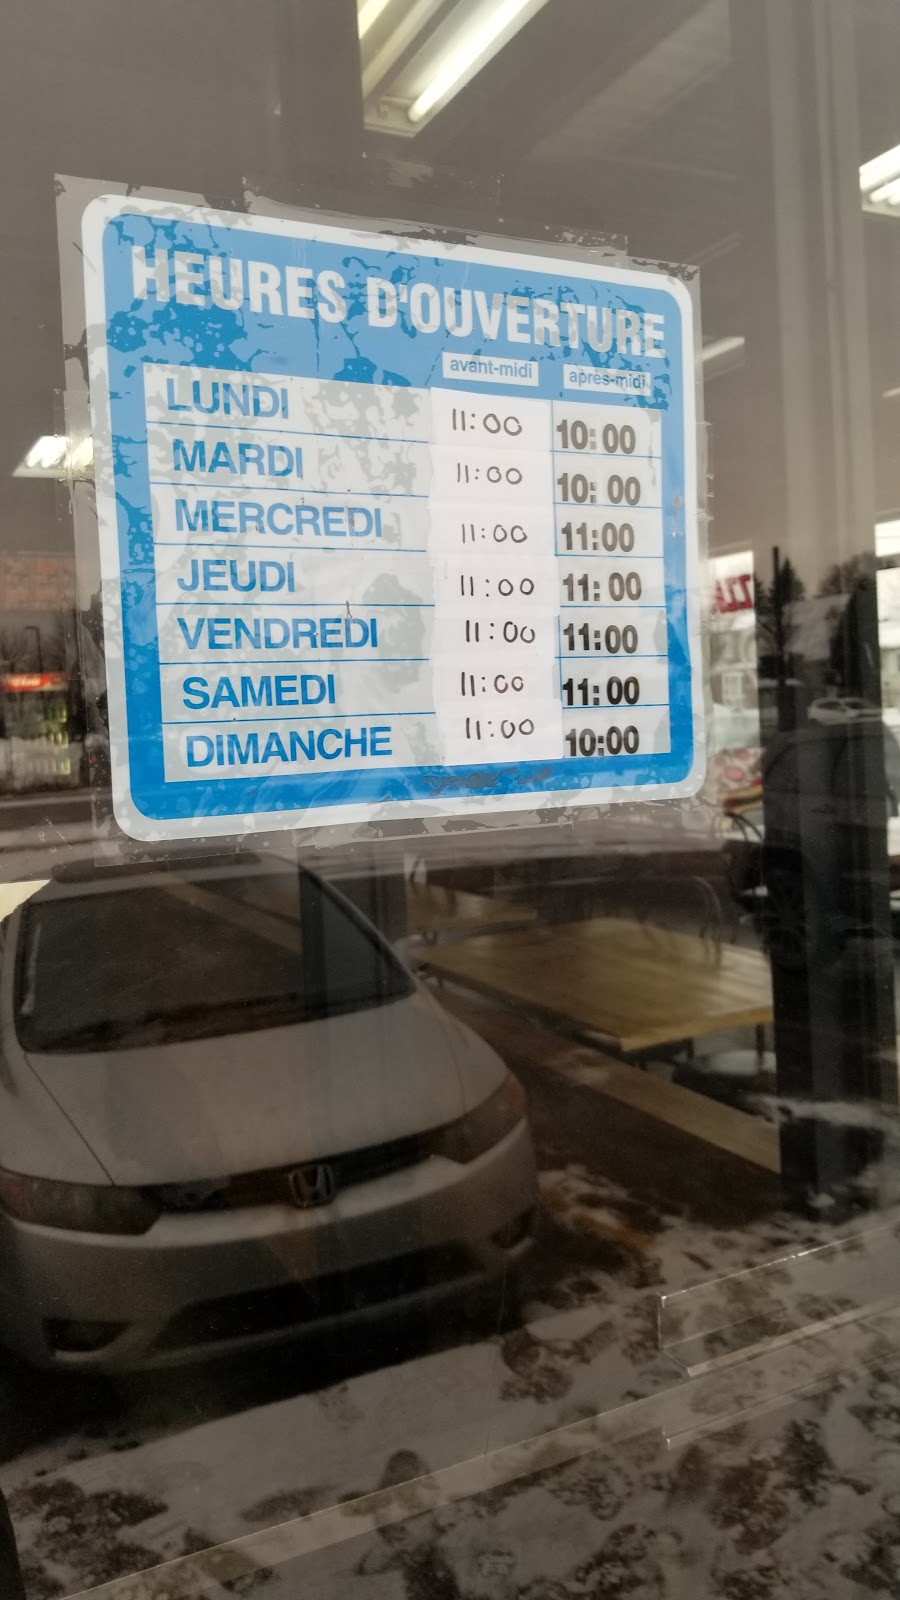 HEURES D'OUVERTURE
avant-midi après-midi
LUNDI 11:00 10:00
MARDI 11:00 10:00
MERCREDI 11:00 11:00
JEUDI 11:00 11:00
VENDREDI 11:00 11:00
SAMEDI 11:00 11:00
DIMANCHE 11:00 10:00